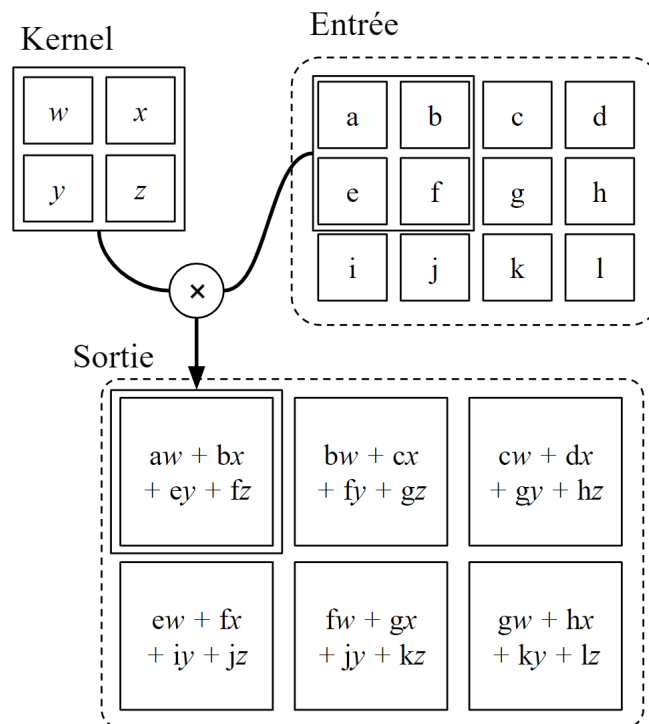 Kernel
w x
y z
Entrée
a b c d
e f g h
i j k l
×
Sortie
aw + bx
+ ey + fz
bw + cx
+ fy + gz
cw + dx
+ gy + hz
ew + fx
+ iy + jz
fw + gx
+ jy + kz
gw + hx
+ ky + lz